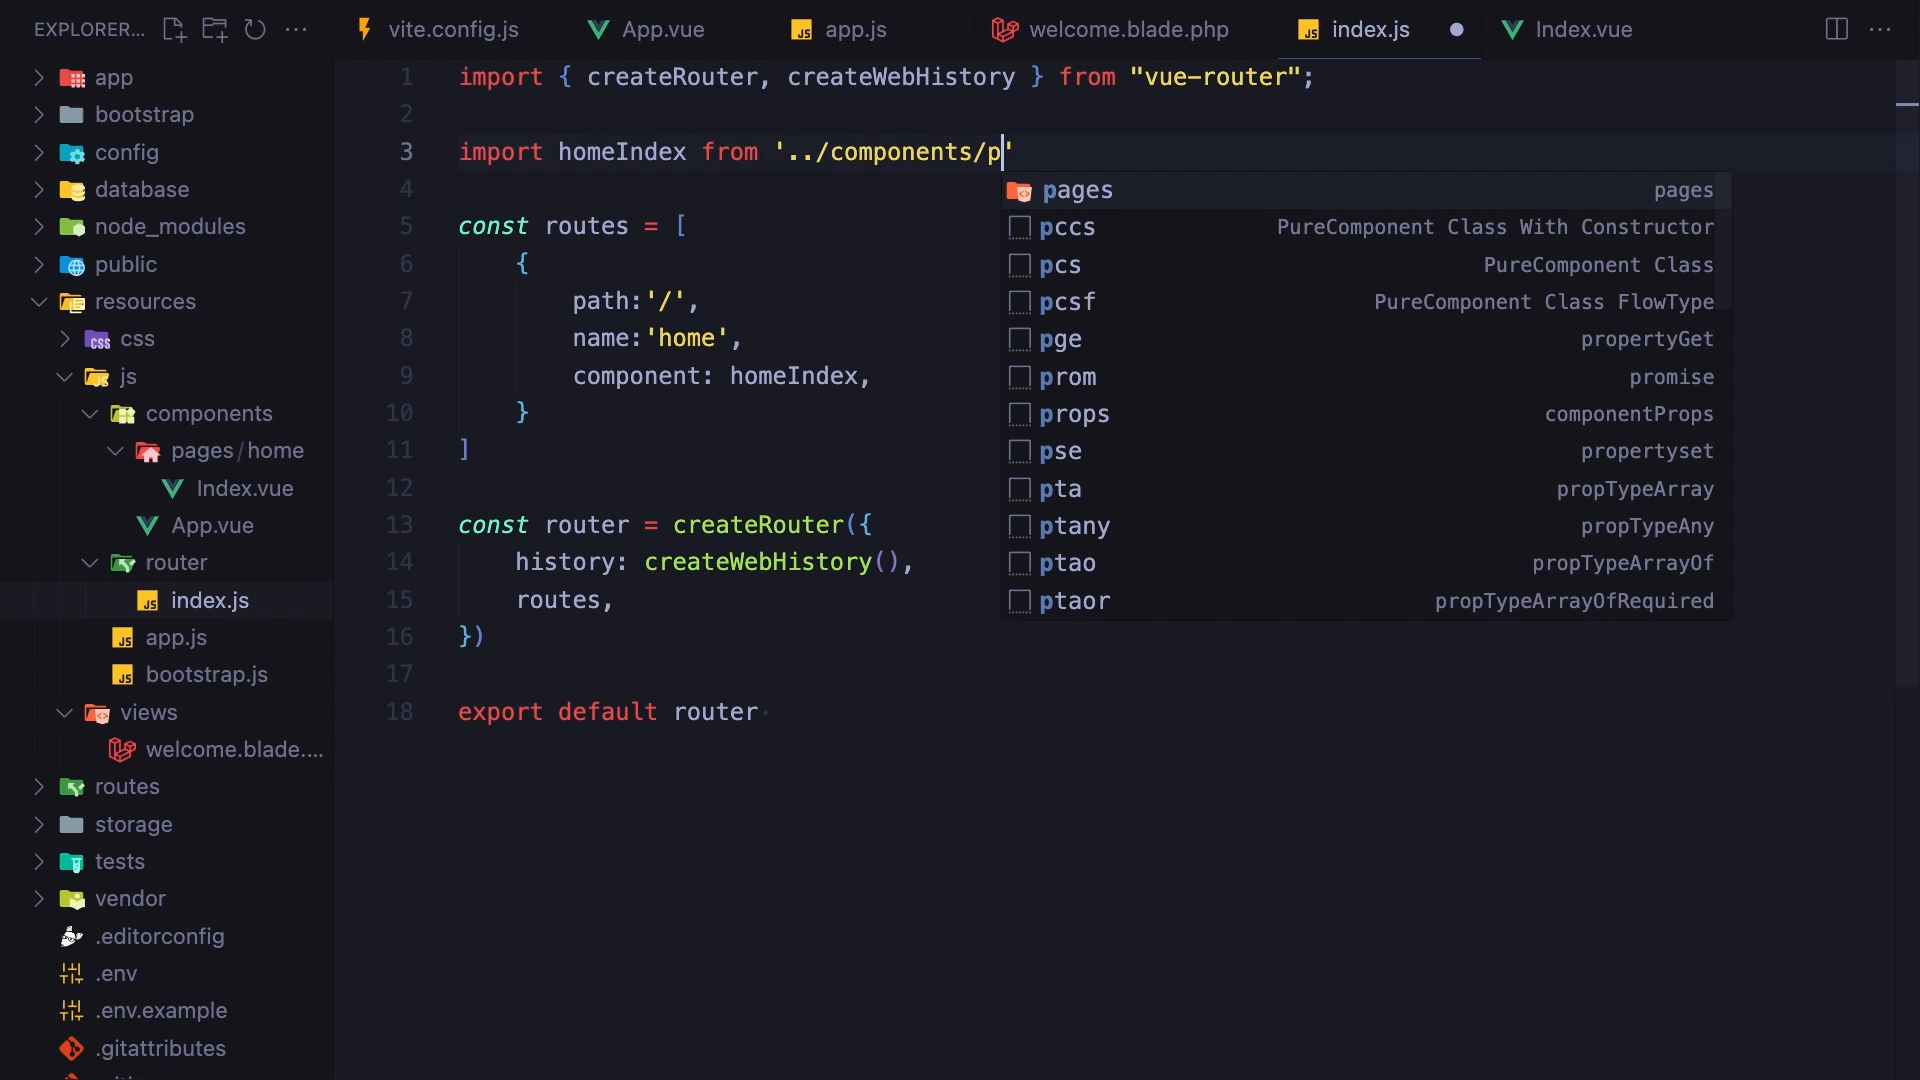 EXPLORER...
vite.config.js
App.vue
app.js
welcome.blade.php
index.js
Index.vue
app
bootstrap
config
database
node_modules
public
resources
css
js
components
pages/home
Index.vue
App.vue
router
index.js
app.js
bootstrap.js
views
welcome.blade....
routes
storage
tests
vendor
.editorconfig
.env
.env.example
.gitattributes
1 import { createRouter, createWebHistory } from "vue-router";
2
3 import homeIndex from '../components/p'
4
5 const routes = [
6 {
7 path:'/',
8 name:'home',
9 component: homeIndex,
10 }
11 ]
12
13 const router = createRouter({
14 history: createWebHistory(),
15 routes,
16 })
17
18 export default router
pages pages
pccs PureComponent Class With Constructor
pcs PureComponent Class
pcsf PureComponent Class FlowType
pge propertyGet
prom promise
props componentProps
pse propertyset
pta propTypeArray
ptany propTypeAny
ptao propTypeArrayOf
ptaor propTypeArrayOfRequired